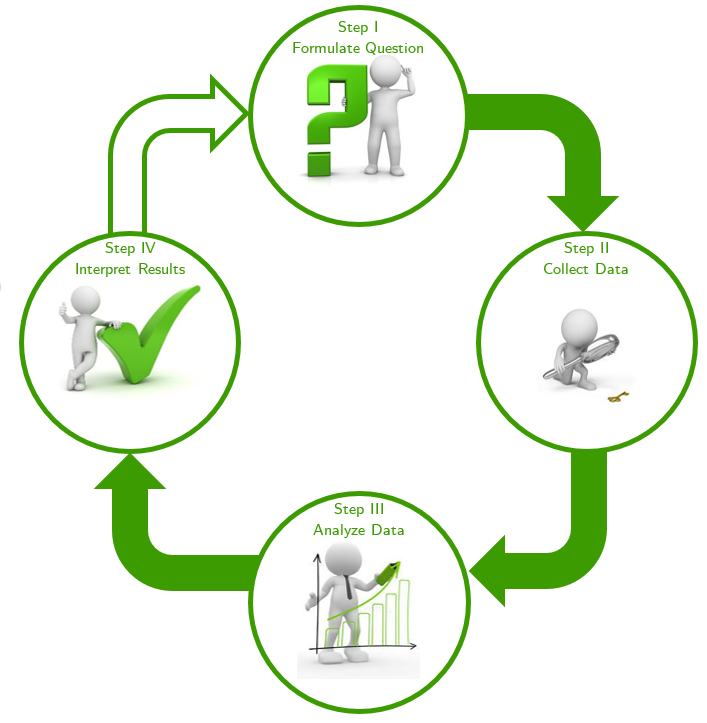 Step I
Formulate Question
Step II
Collect Data
Step III
Analyze Data
Step IV
Interpret Results